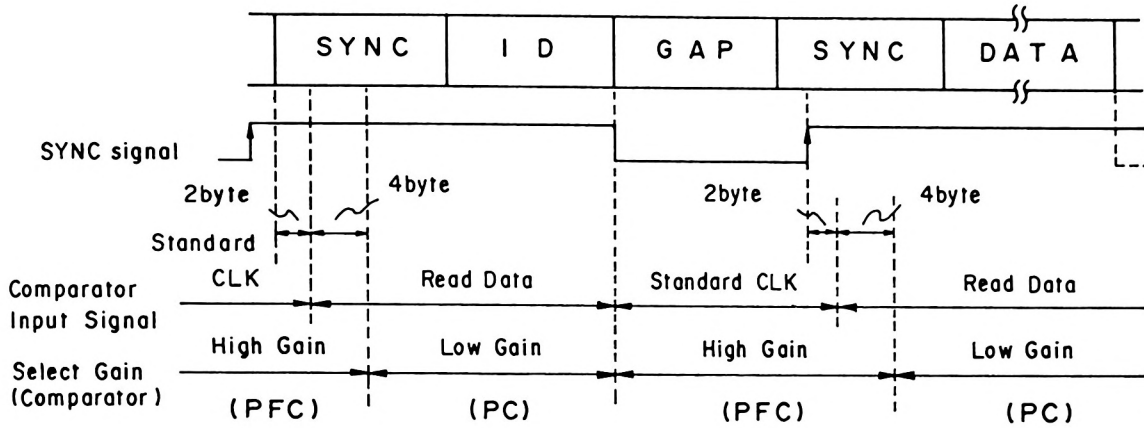 SYNC ID GAP SYNC DATA
SYNC signal
2byte 4byte 2byte 4byte
Standard
CLK Read Data Standard CLK Read Data
Comparator
Input Signal
High Gain Low Gain High Gain Low Gain
Select Gain
(Comparator)
(PFC) (PC) (PFC) (PC)